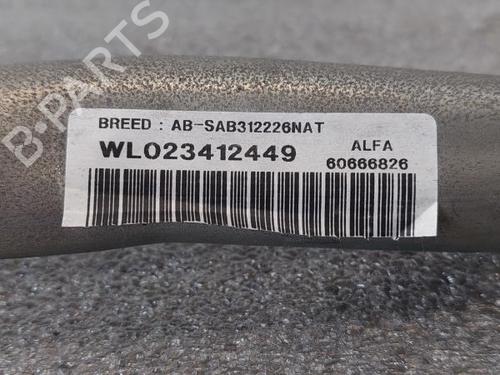 BREED : AB-SAB312226NAT
WL023412449
ALFA
60666826
B-PARTS